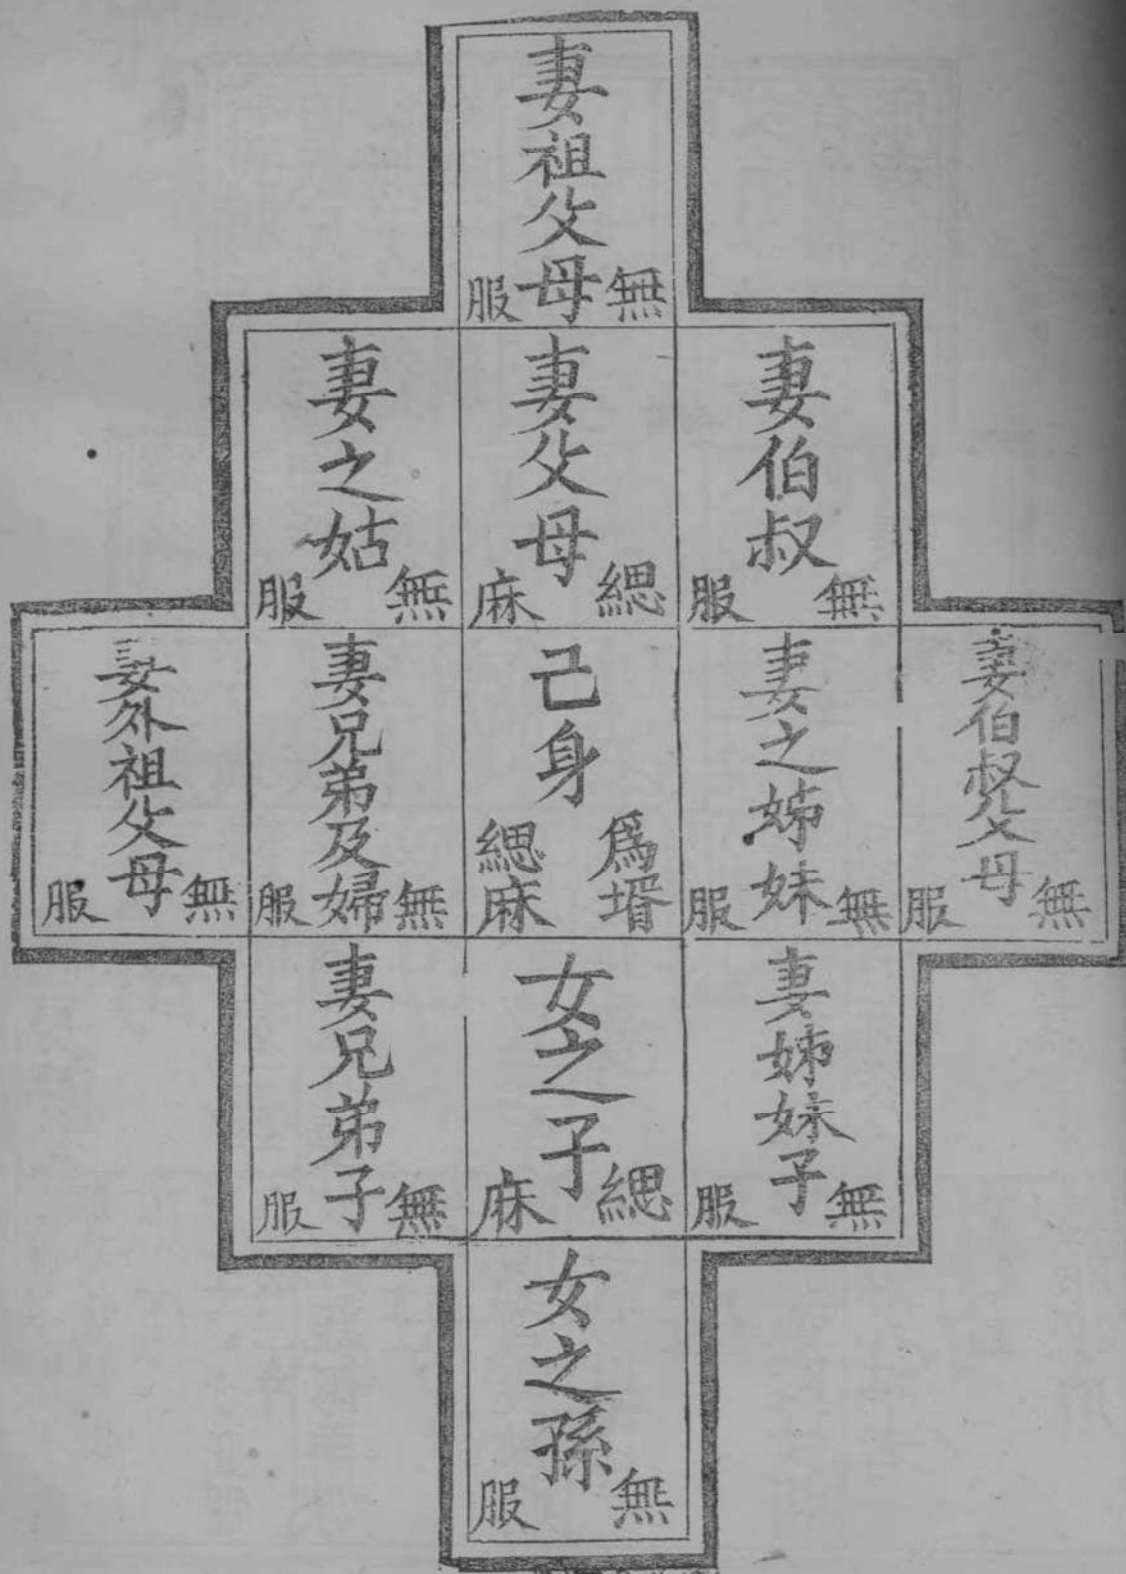 妻祖父母
無服
妻伯叔
無服
妻父母
緦麻
妻之姑
無服
妻伯叔父母
無服
妻之姊妹
無服
己身
爲壻
緦麻
妻兄弟及婦
無服
妻外祖父母
無服
妻姊妹子
無服
女之子
緦麻
妻兄弟子
無服
女之孫
無服